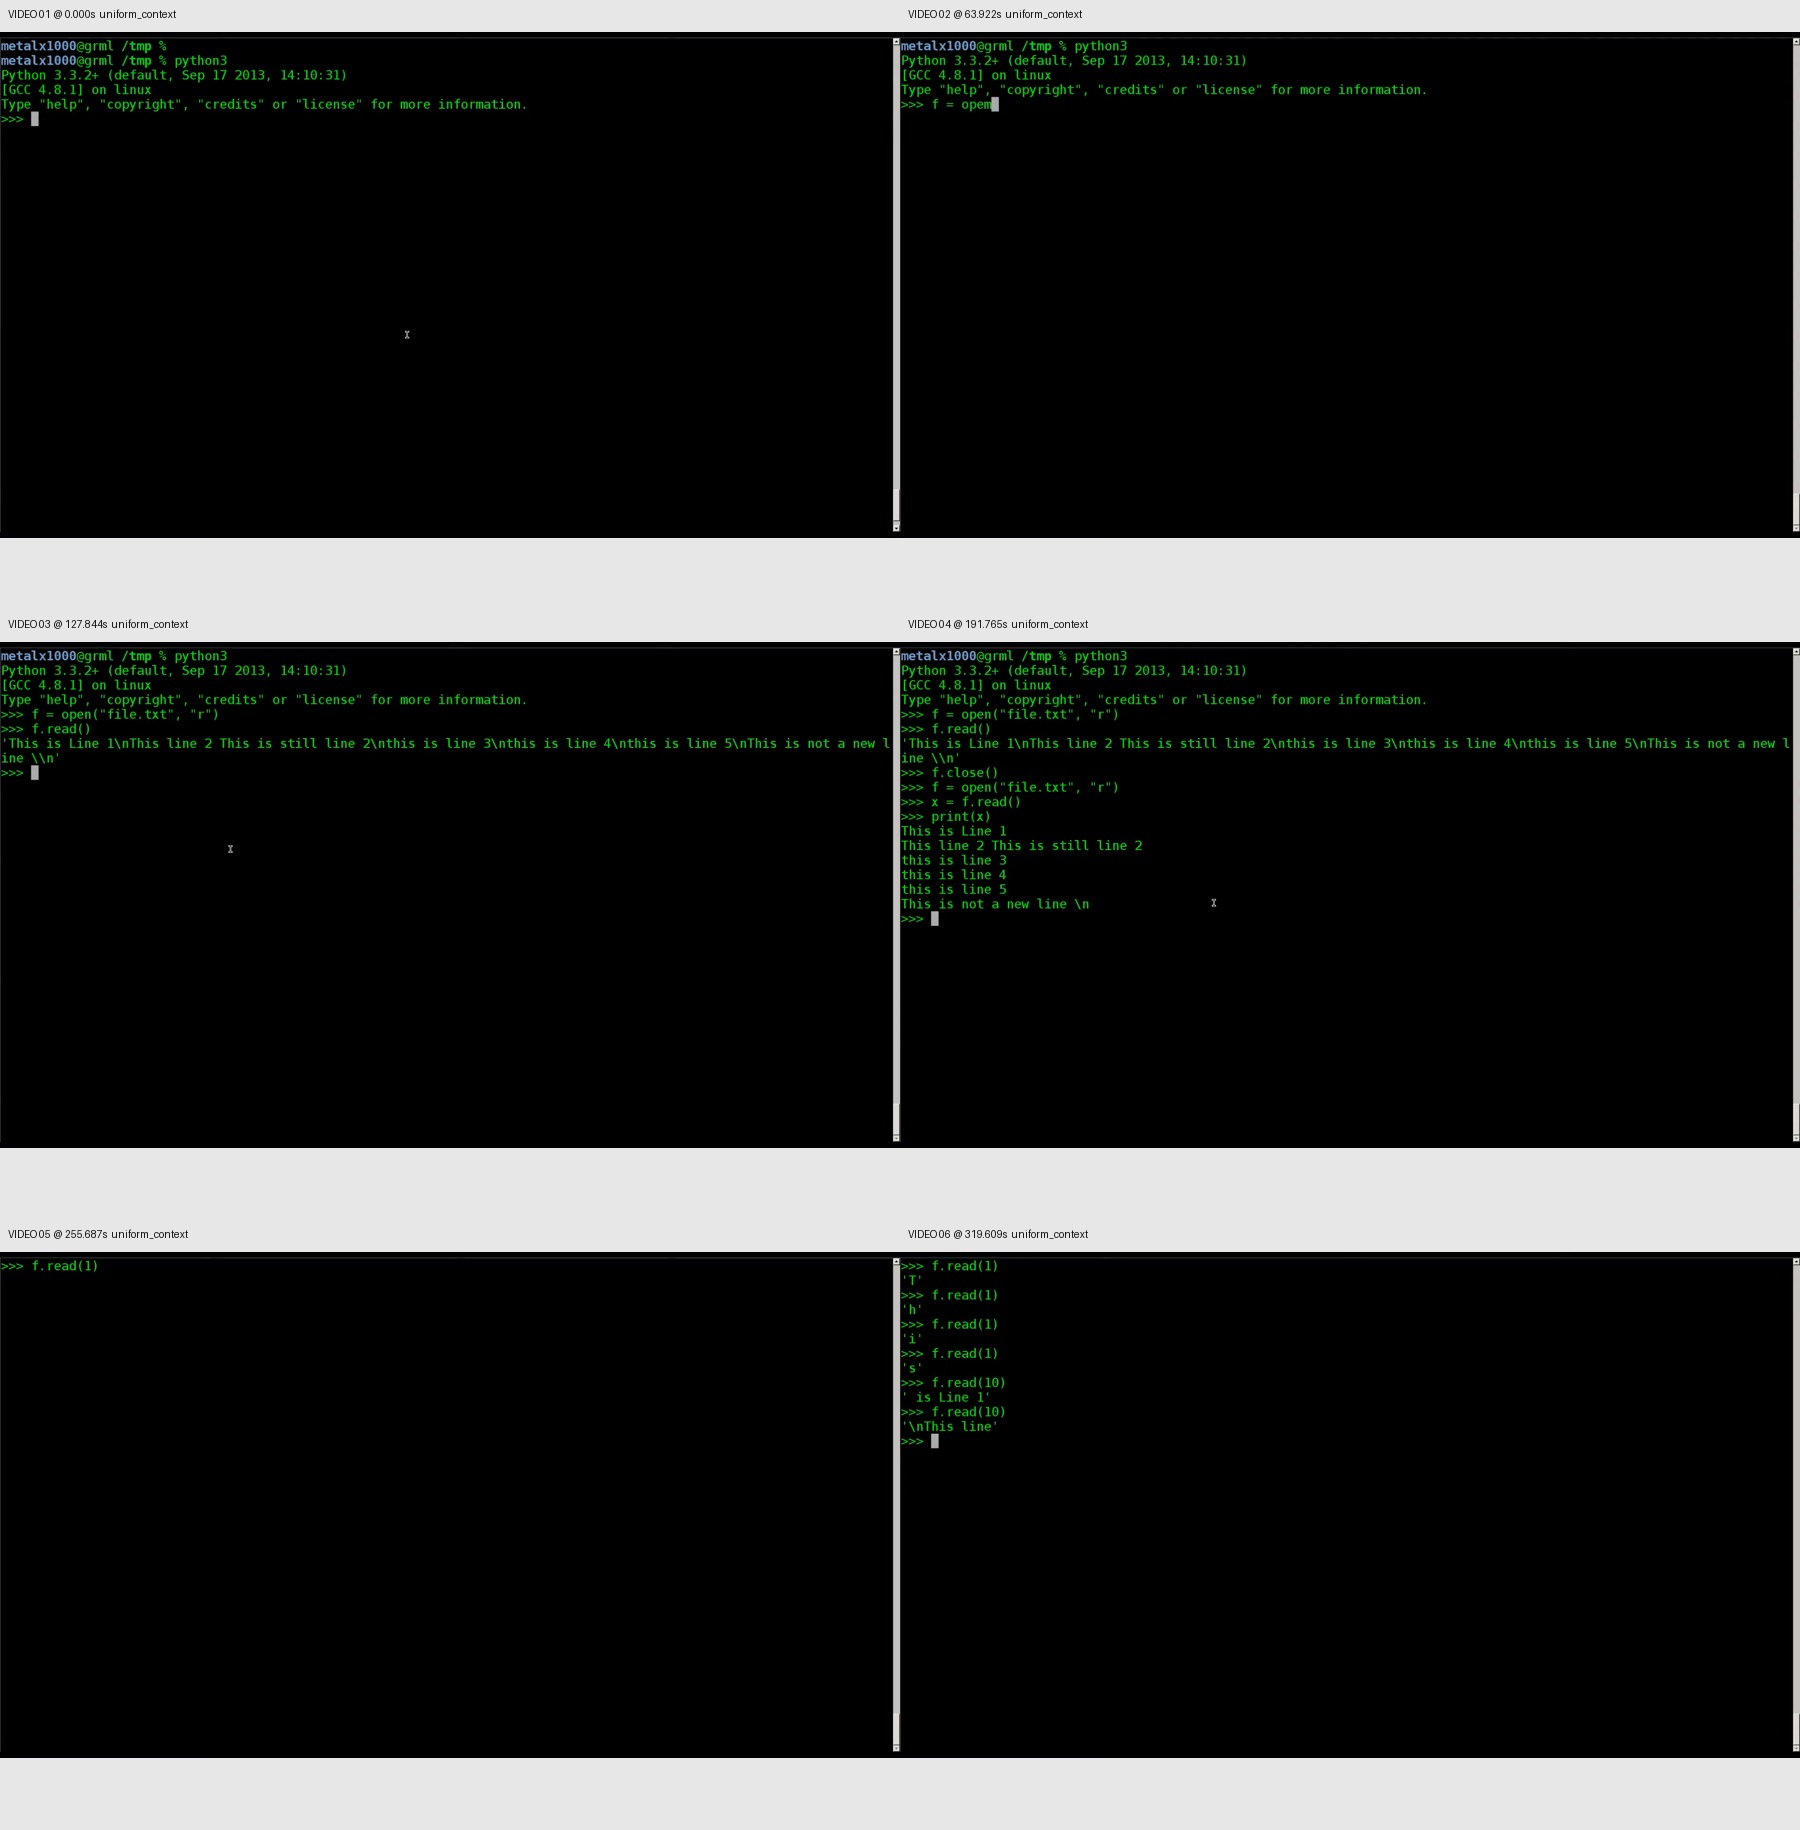 VIDEO01 @ 0.000s uniform_context
metalx1000@grml /tmp %
metalx1000@grml /tmp % python3
Python 3.3.2+ (default, Sep 17 2013, 14:10:31)
[GCC 4.8.1] on linux
Type "help", "copyright", "credits" or "license" for more information.
>>>
VIDEO02 @ 63.922s uniform_context
metalx1000@grml /tmp % python3
Python 3.3.2+ (default, Sep 17 2013, 14:10:31)
[GCC 4.8.1] on linux
Type "help", "copyright", "credits" or "license" for more information.
>>> f = opem
VIDEO03 @ 127.844s uniform_context
metalx1000@grml /tmp % python3
Python 3.3.2+ (default, Sep 17 2013, 14:10:31)
[GCC 4.8.1] on linux
Type "help", "copyright", "credits" or "license" for more information.
>>> f = open("file.txt", "r")
>>> f.read()
'This is Line 1\nThis line 2 This is still line 2\nthis is line 3\nthis is line 4\nthis is line 5\nThis is not a new l
ine \\n'
>>>
VIDEO04 @ 191.765s uniform_context
metalx1000@grml /tmp % python3
Python 3.3.2+ (default, Sep 17 2013, 14:10:31)
[GCC 4.8.1] on linux
Type "help", "copyright", "credits" or "license" for more information.
>>> f = open("file.txt", "r")
>>> f.read()
'This is Line 1\nThis line 2 This is still line 2\nthis is line 3\nthis is line 4\nthis is line 5\nThis is not a new l
ine \\n'
>>> f.close()
>>> f = open("file.txt", "r")
>>> x = f.read()
>>> print(x)
This is Line 1
This line 2 This is still line 2
this is line 3
this is line 4
this is line 5
This is not a new line \n
>>>
VIDEO05 @ 255.687s uniform_context
>>> f.read(1)
VIDEO06 @ 319.609s uniform_context
>>> f.read(1)
'T'
>>> f.read(1)
'h'
>>> f.read(1)
'i'
>>> f.read(1)
's'
>>> f.read(10)
' is Line 1'
>>> f.read(10)
'\nThis line'
>>>